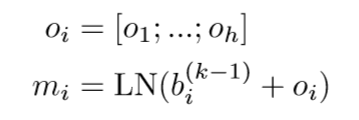 o_i = [o_1; ...; o_h]
m_i = LN(b_i^{(k-1)} + o_i)